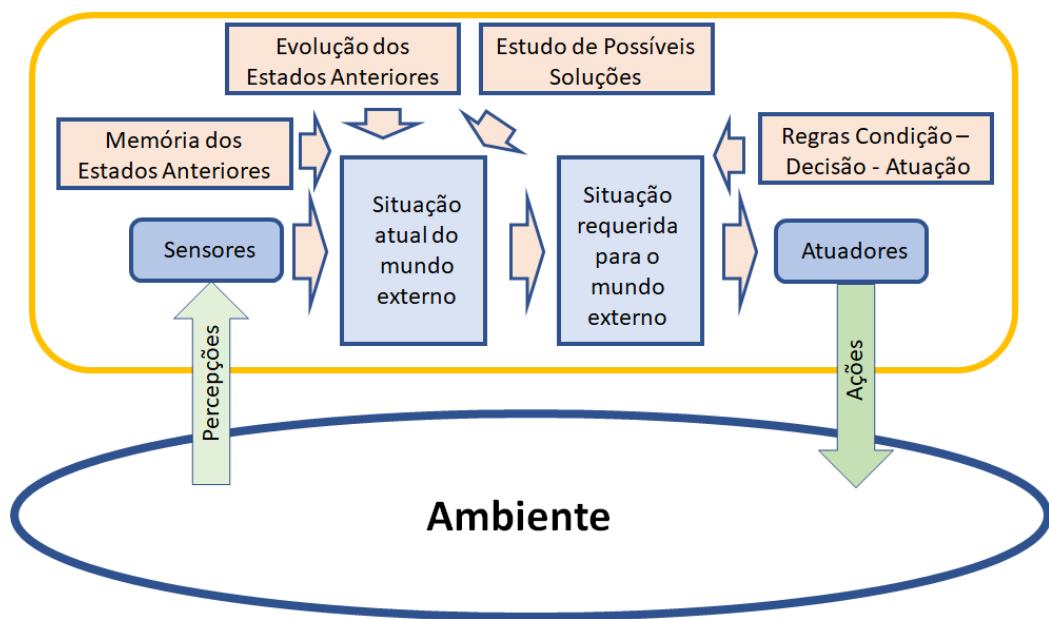 Evolução dos
Estados Anteriores
Estudo de Possíveis
Soluções
Memória dos
Estados Anteriores
Regras Condição –
Decisão - Atuação
Sensores
Situação
atual do
mundo
externo
Situação
requerida
para o
mundo
externo
Atuadores
Percepções
Ações
Ambiente